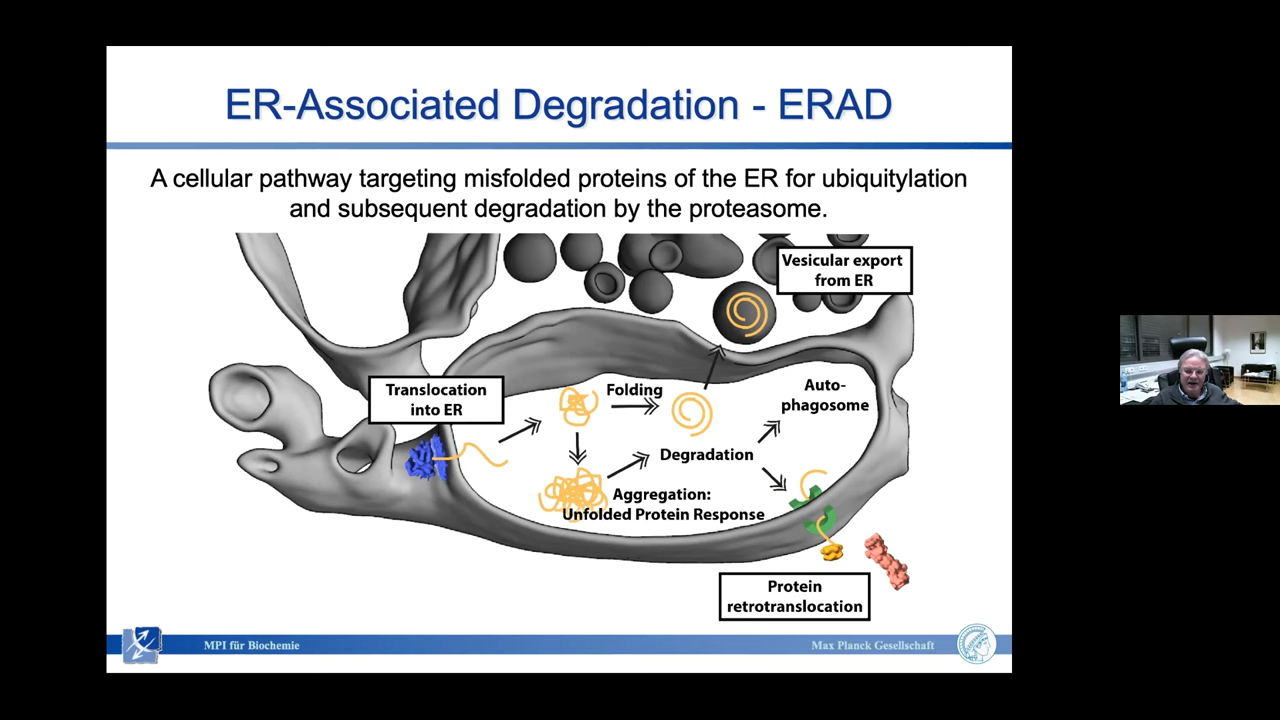 ER-Associated Degradation - ERAD
A cellular pathway targeting misfolded proteins of the ER for ubiquitylation
and subsequent degradation by the proteasome.
Vesicular export
from ER
Translocation
into ER
Folding
Auto-
phagosome
Degradation
Aggregation:
Unfolded Protein Response
Protein
retrotranslocation
MPI für Biochemie
Max Planck Gesellschaft